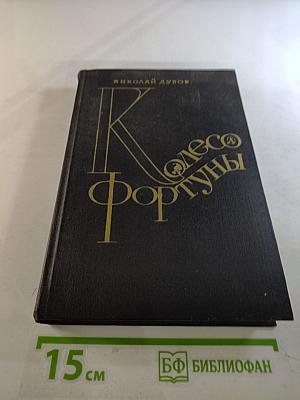 НИКОЛАЙ ДУБОВ
Колесо
Фортуны
15 см
БФ БИБЛИОФАН